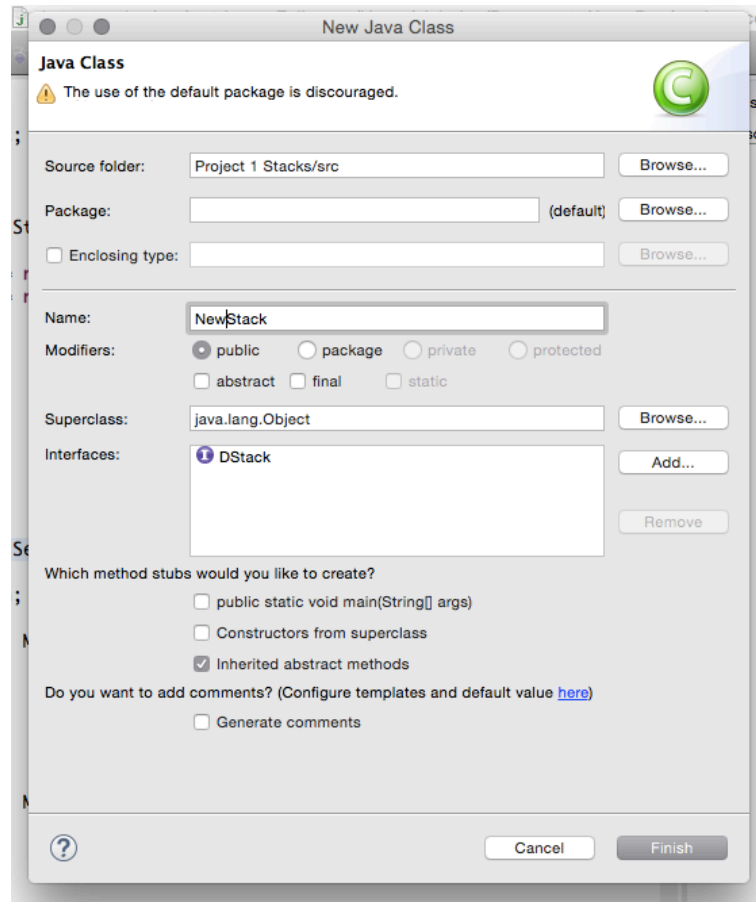 New Java Class
Java Class
The use of the default package is discouraged.
Source folder: Project 1 Stacks/src Browse...
Package: (default) Browse...
Enclosing type: Browse...
Name: NewStack
Modifiers: public package private protected
abstract final static
Superclass: java.lang.Object Browse...
Interfaces: DStack Add...
Remove
Which method stubs would you like to create?
public static void main(String[] args)
Constructors from superclass
Inherited abstract methods
Do you want to add comments? (Configure templates and default value here)
Generate comments
? Cancel Finish